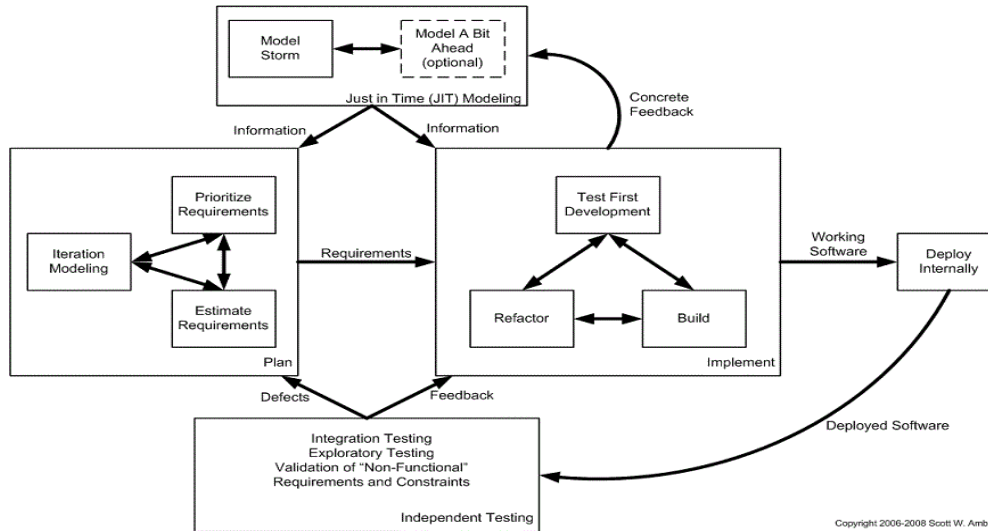 Model
Storm
Model A Bit
Ahead
(optional)
Just in Time (JIT) Modeling
Concrete
Feedback
Information
Information
Prioritize
Requirements
Iteration
Modeling
Estimate
Requirements
Plan
Requirements
Test First
Development
Refactor
Build
Implement
Working
Software
Deploy
Internally
Defects
Feedback
Deployed Software
Integration Testing
Exploratory Testing
Validation of "Non-Functional"
Requirements and Constraints
Independent Testing
Copyright 2006-2008 Scott W. Amb